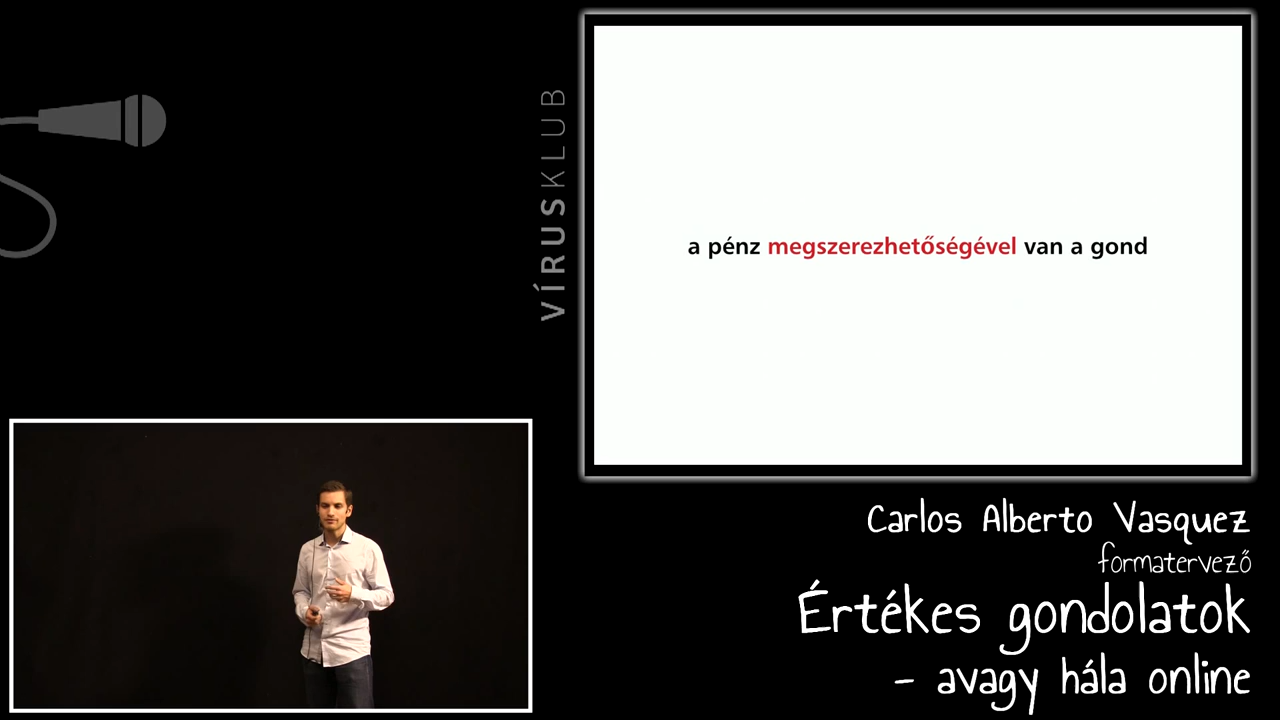 VÍRUSKLUB
a pénz megszerezhetőségével van a gond
Carlos Alberto Vasquez
formatervező
Értékes gondolatok
- avagy hála online